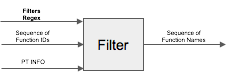 Filters
Regex
Sequence of
Function IDs
PT INFO
Filter
Sequence of
Function Names